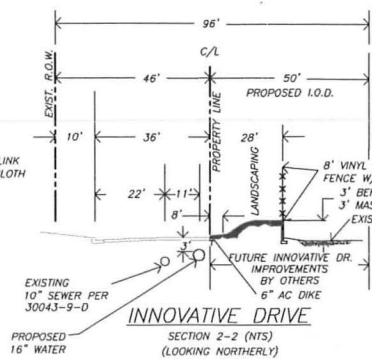 96'
C/L
EXIST. R.O.W.
46'
50'
PROPERTY LINE
PROPOSED I.O.D.
10'
36'
28'
LINK
CLOTH
LANDSCAPING
8' VINYL
FENCE W/
3' BER
3' MAS
EXIS
22'
11'
8'
3'
FUTURE INNOVATIVE DR.
IMPROVEMENTS
BY OTHERS
6" AC DIKE
EXISTING
10" SEWER PER
30043-9-D
PROPOSED
16" WATER
INNOVATIVE DRIVE
SECTION 2-2 (NTS)
(LOOKING NORTHERLY)